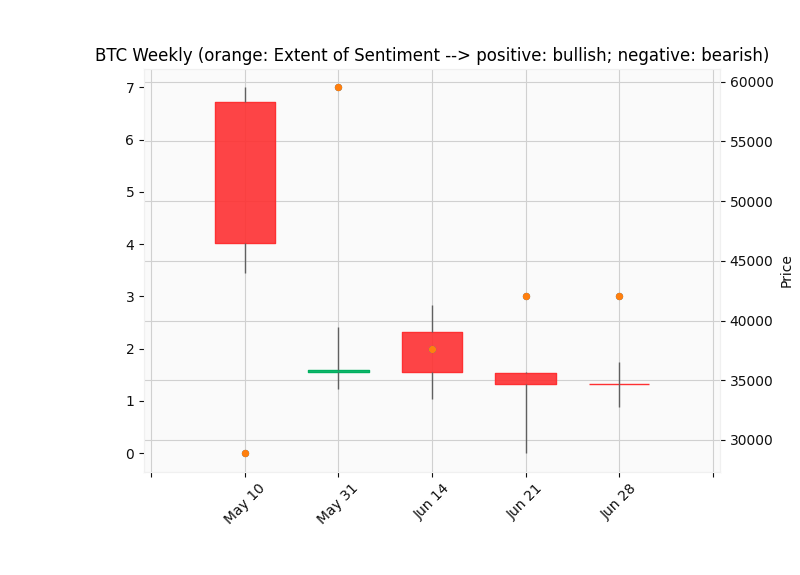 BTC Weekly (orange: Extent of Sentiment --> positive: bullish; negative: bearish)
7
6
5
4
3
2
1
0
60000
55000
50000
45000
40000
35000
30000
Price
May 10
May 31
Jun 14
Jun 21
Jun 28